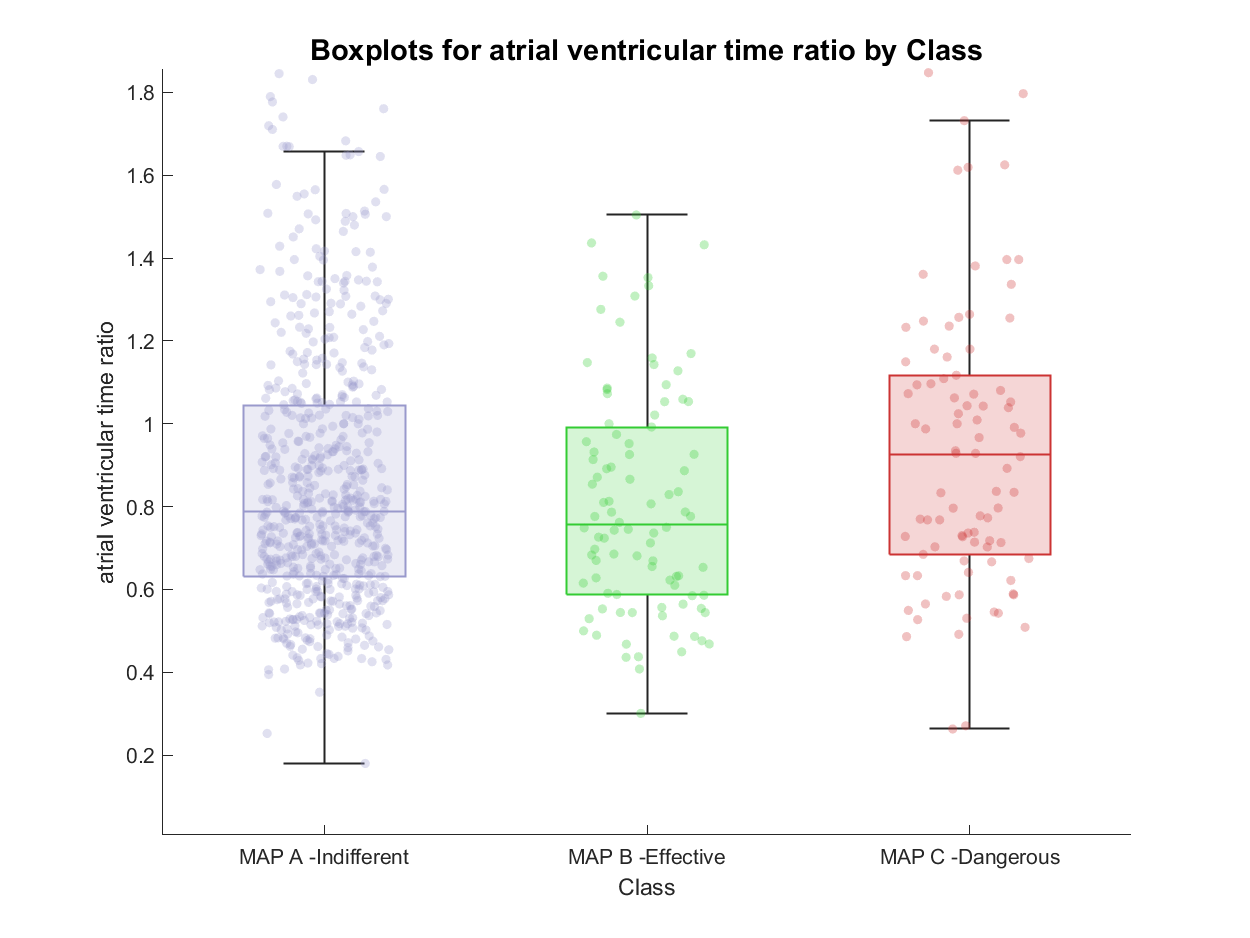 Boxplots for atrial ventricular time ratio by Class
atrial ventricular time ratio
1.8
1.6
1.4
1.2
1
0.8
0.6
0.4
0.2
MAP A -Indifferent
MAP B -Effective
MAP C -Dangerous
Class